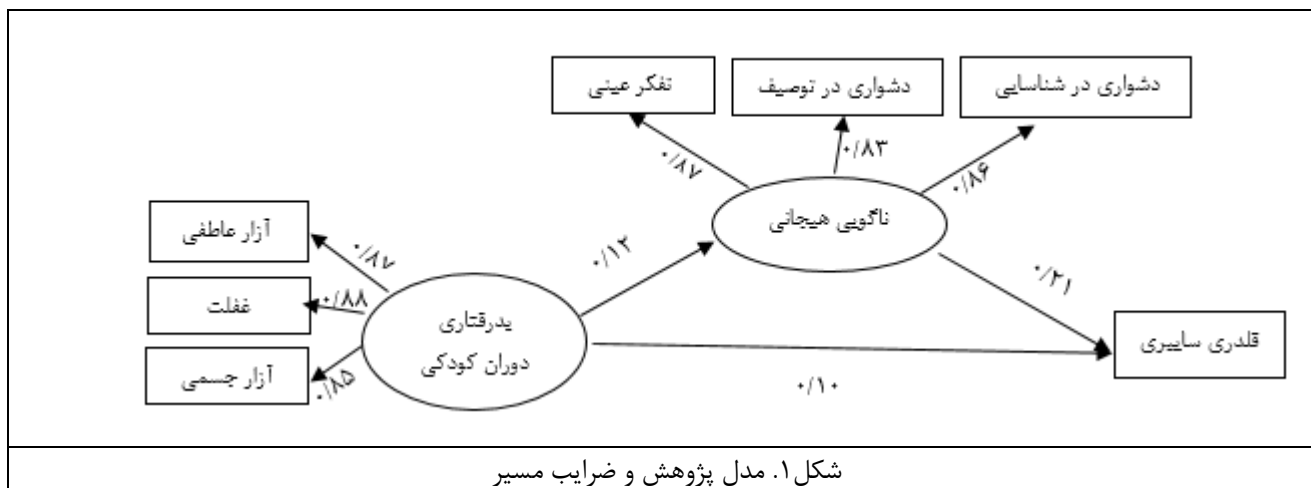 دشواری در شناسایی
دشواری در توصیف
تفکر عینی
۰/۸۶
۰/۸۳
۰/۸۷
ناگویی هیجانی
آزار عاطفی
۰/۸۷
غفلت
۰/۸۸
آزار جسمی
۰/۸۵
بدرفتاری
دوران کودکی
۰/۱۲
۰/۲۱
۰/۱۰
قلدری سایبری
شکل۱. مدل پژوهش و ضرایب مسیر